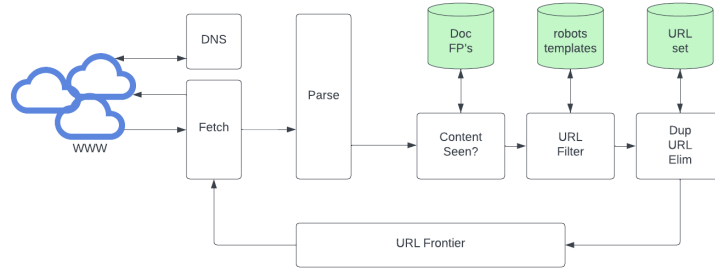 DNS
WWW
Fetch
Parse
Doc
FP's
Content
Seen?
robots
templates
URL
Filter
URL
set
Dup
URL
Elim
URL Frontier